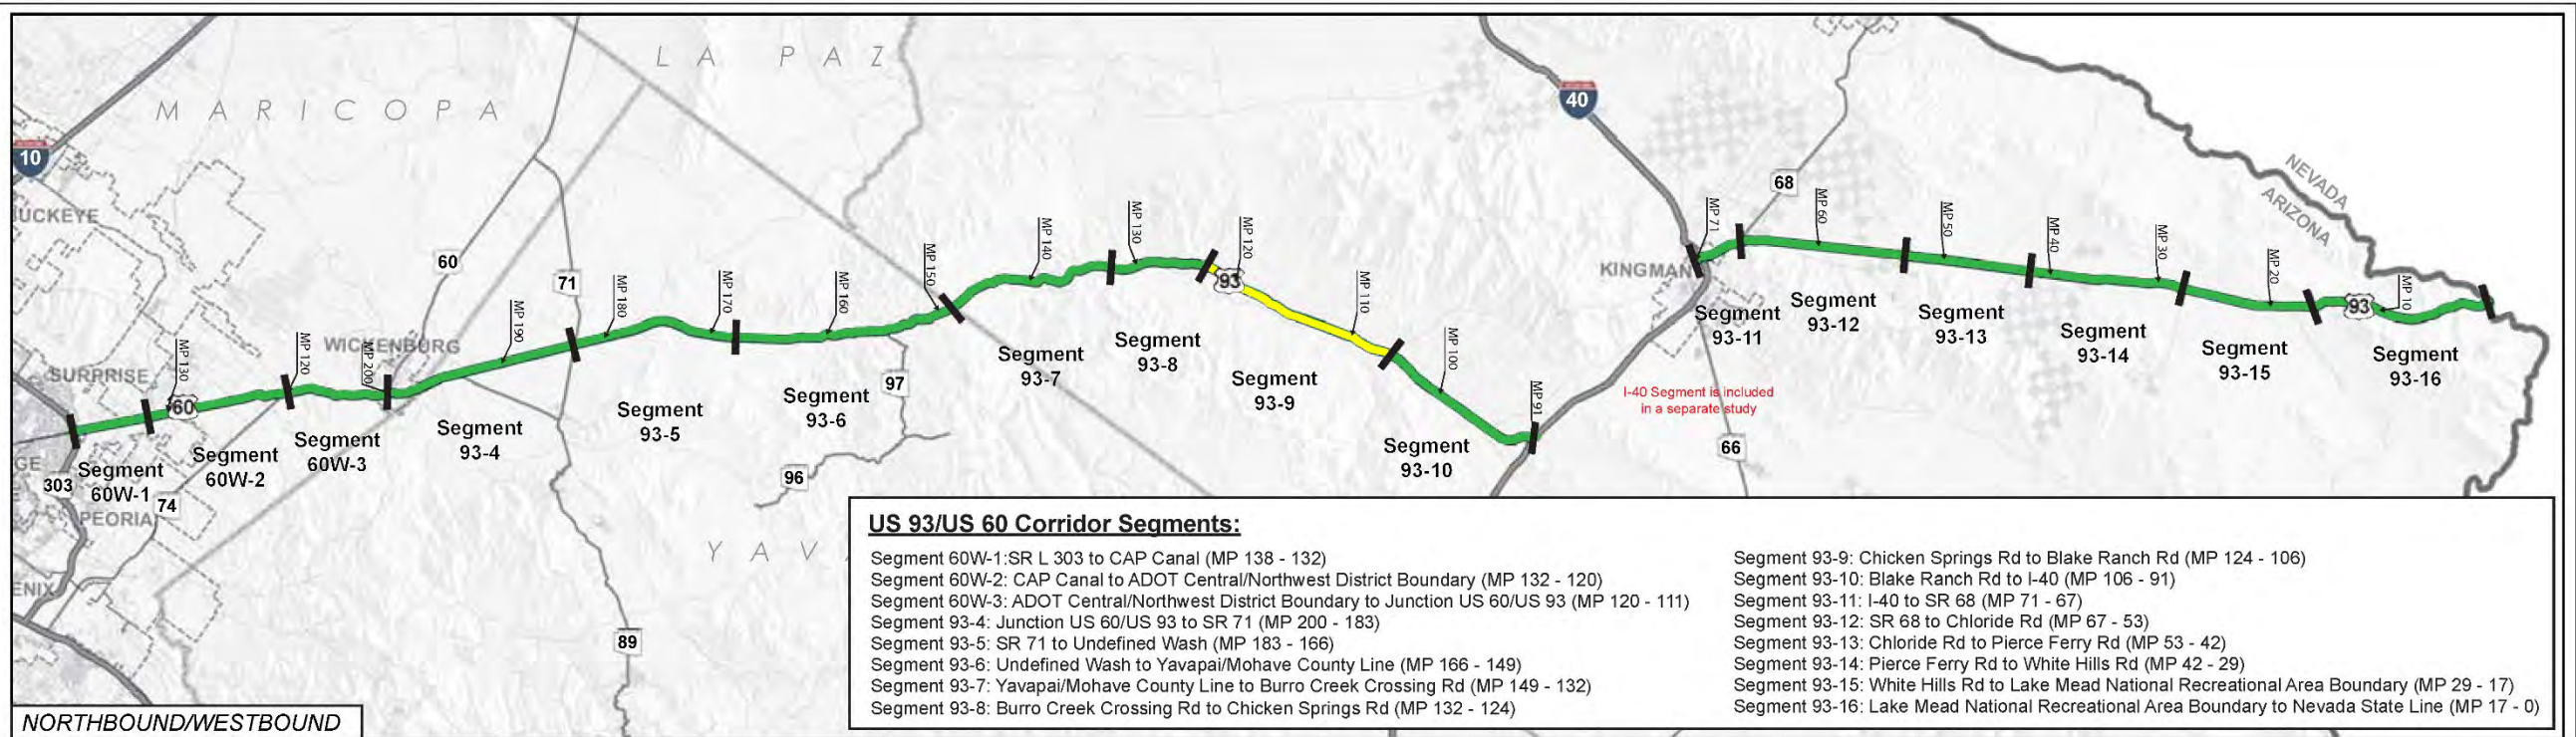 LA PAZ
MARICOPA
40
10
NEVADA
ARIZONA
68
MP 60
MP 71
MP 50
MP 40
MP 30
MP 20
MP 10
MP 130
MP 140
MP 120
MP 150
60
71
MP 180
MP 170
MP 160
MP 190
MP 110
93
KINGMAN
93
MP 100
MP 120
MP 200
WICKENBURG
MP 130
SURPRISE
60
97
MP 91
Segment
93-11
Segment
93-12
Segment
93-13
Segment
93-14
Segment
93-15
Segment
93-16
Segment
93-7
Segment
93-8
Segment
93-9
Segment
93-6
Segment
93-5
Segment
93-4
Segment
60W-3
Segment
60W-2
Segment
60W-1
Segment
93-10
I-40 Segment is included
in a separate study
66
96
303
74
PEORIA
89
UCKEYE
GE
ENIX
YAV
US 93/US 60 Corridor Segments:
Segment 60W-1:SR L 303 to CAP Canal (MP 138 - 132)
Segment 60W-2: CAP Canal to ADOT Central/Northwest District Boundary (MP 132 - 120)
Segment 60W-3: ADOT Central/Northwest District Boundary to Junction US 60/US 93 (MP 120 - 111)
Segment 93-4: Junction US 60/US 93 to SR 71 (MP 200 - 183)
Segment 93-5: SR 71 to Undefined Wash (MP 183 - 166)
Segment 93-6: Undefined Wash to Yavapai/Mohave County Line (MP 166 - 149)
Segment 93-7: Yavapai/Mohave County Line to Burro Creek Crossing Rd (MP 149 - 132)
Segment 93-8: Burro Creek Crossing Rd to Chicken Springs Rd (MP 132 - 124)
Segment 93-9: Chicken Springs Rd to Blake Ranch Rd (MP 124 - 106)
Segment 93-10: Blake Ranch Rd to I-40 (MP 106 - 91)
Segment 93-11: I-40 to SR 68 (MP 71 - 67)
Segment 93-12: SR 68 to Chloride Rd (MP 67 - 53)
Segment 93-13: Chloride Rd to Pierce Ferry Rd (MP 53 - 42)
Segment 93-14: Pierce Ferry Rd to White Hills Rd (MP 42 - 29)
Segment 93-15: White Hills Rd to Lake Mead National Recreational Area Boundary (MP 29 - 17)
Segment 93-16: Lake Mead National Recreational Area Boundary to Nevada State Line (MP 17 - 0)
NORTHBOUND/WESTBOUND